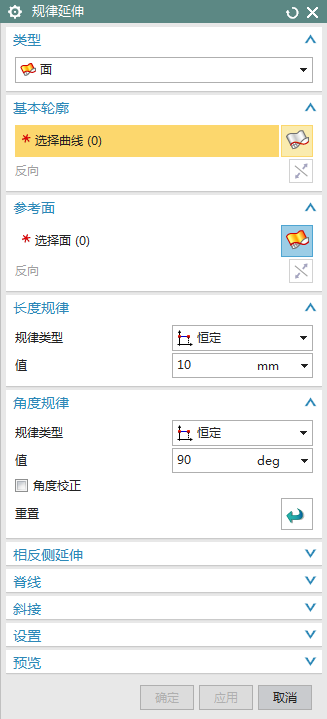 规律延伸
类型
面
基本轮廓
* 选择曲线 (0)
反向
参考面
* 选择面 (0)
反向
长度规律
规律类型 恒定
值 10 mm
角度规律
规律类型 恒定
值 90 deg
角度校正
重置
相反侧延伸
脊线
斜接
设置
预览
确定 应用 取消